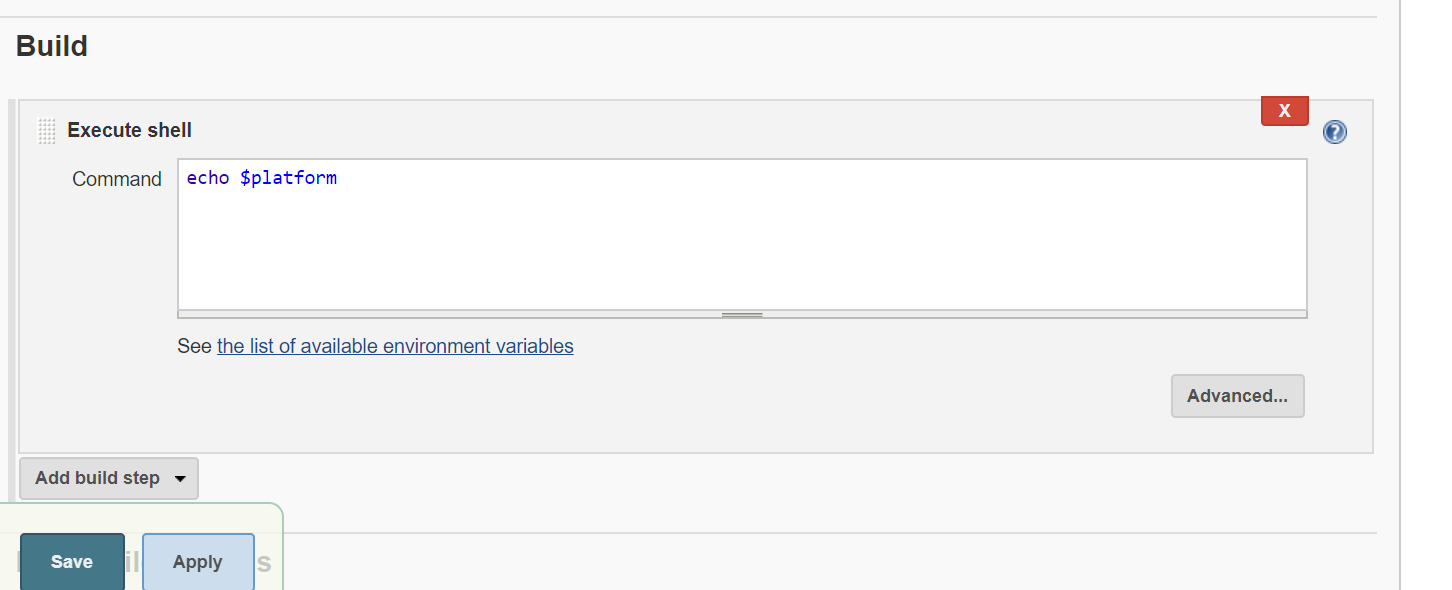 Build
X
Execute shell
?
Command
echo $platform
See the list of available environment variables
Advanced...
Add build step
Save
Apply
s